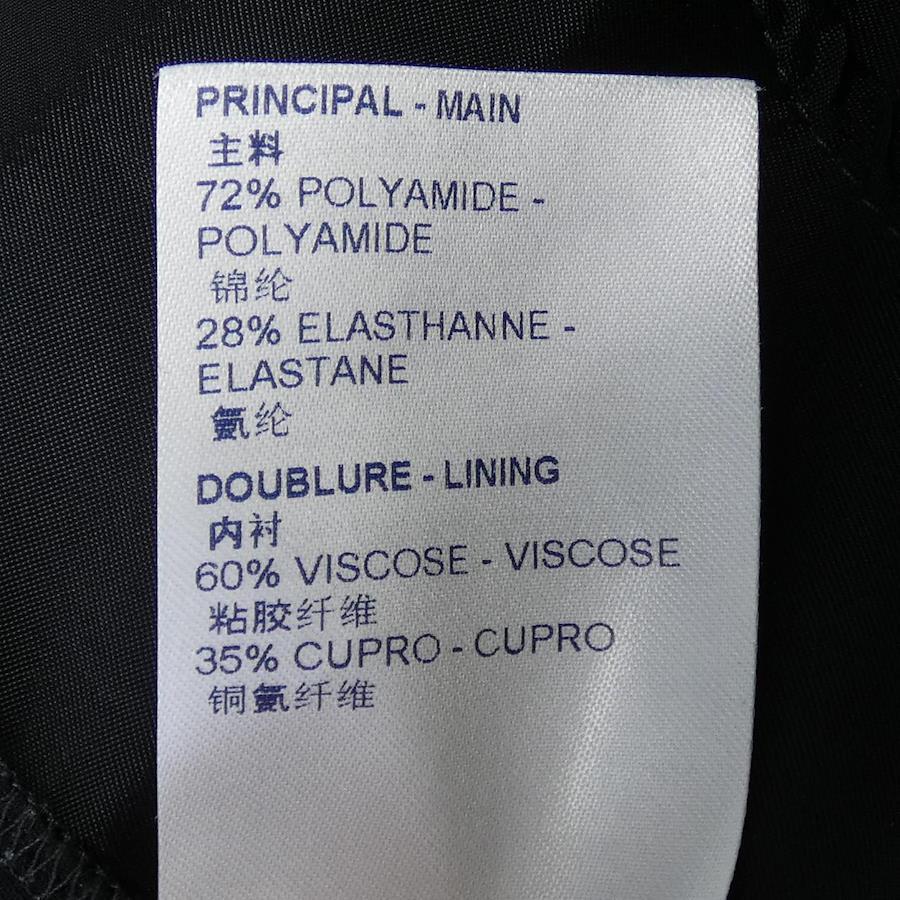 PRINCIPAL - MAIN
主料
72% POLYAMIDE -
POLYAMIDE
锦纶
28% ELASTHANNE -
ELASTANE
氨纶
DOUBLURE - LINING
内衬
60% VISCOSE - VISCOSE
粘胶纤维
35% CUPRO - CUPRO
铜氨纤维